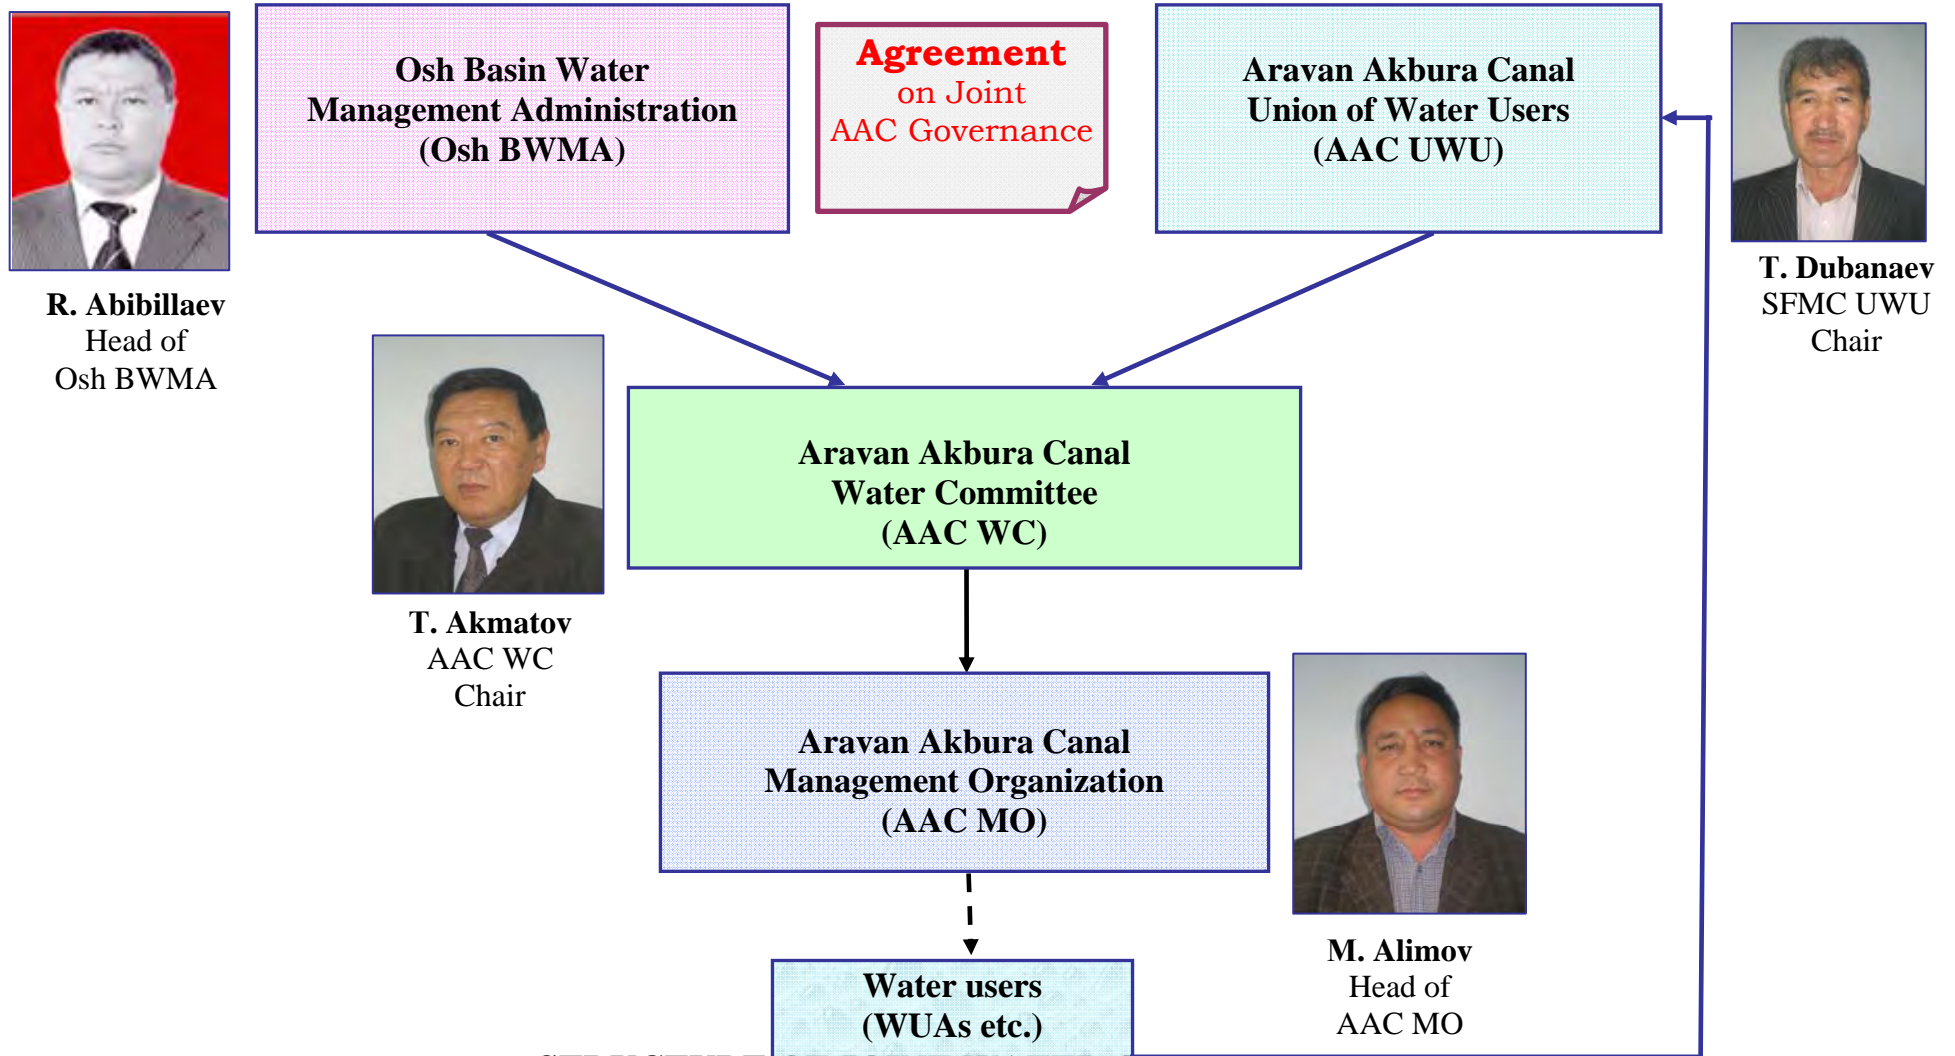 Osh Basin Water
Management Administration
(Osh BWMA)
Agreement
on Joint
AAC Governance
Aravan Akbura Canal
Union of Water Users
(AAC UWU)
R. Abibillaev
Head of
Osh BWMA
T. Dubanaev
SFMC UWU
Chair
Aravan Akbura Canal
Water Committee
(AAC WC)
T. Akmatov
AAC WC
Chair
Aravan Akbura Canal
Management Organization
(AAC MO)
M. Alimov
Head of
AAC MO
Water users
(WUAs etc.)